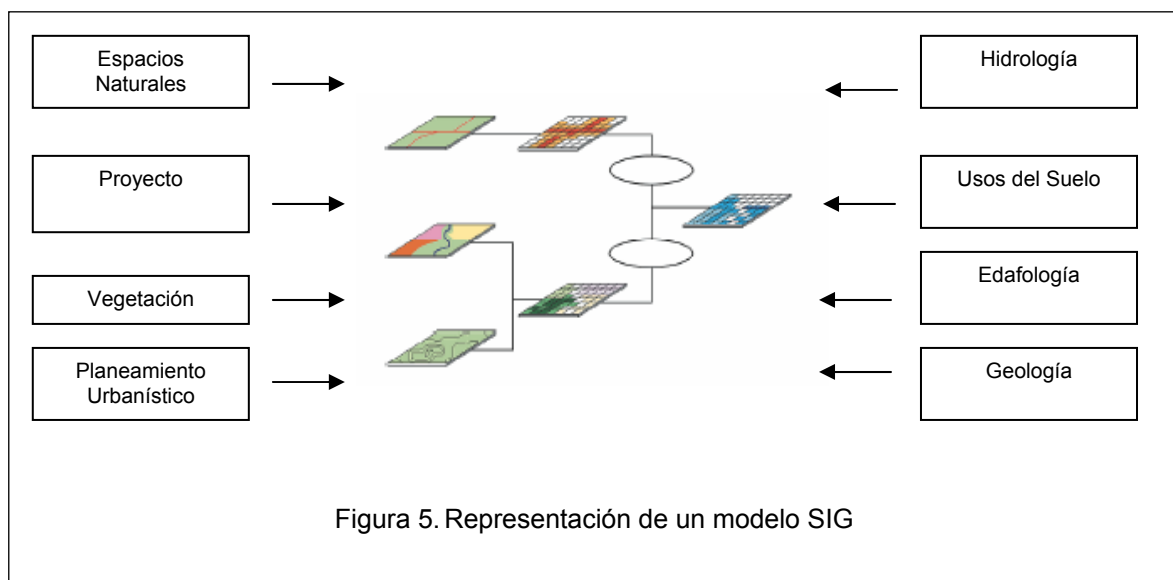 Espacios
Naturales
Proyecto
Vegetación
Planeamiento
Urbanístico
Hidrología
Usos del Suelo
Edafología
Geología
Figura 5. Representación de un modelo SIG